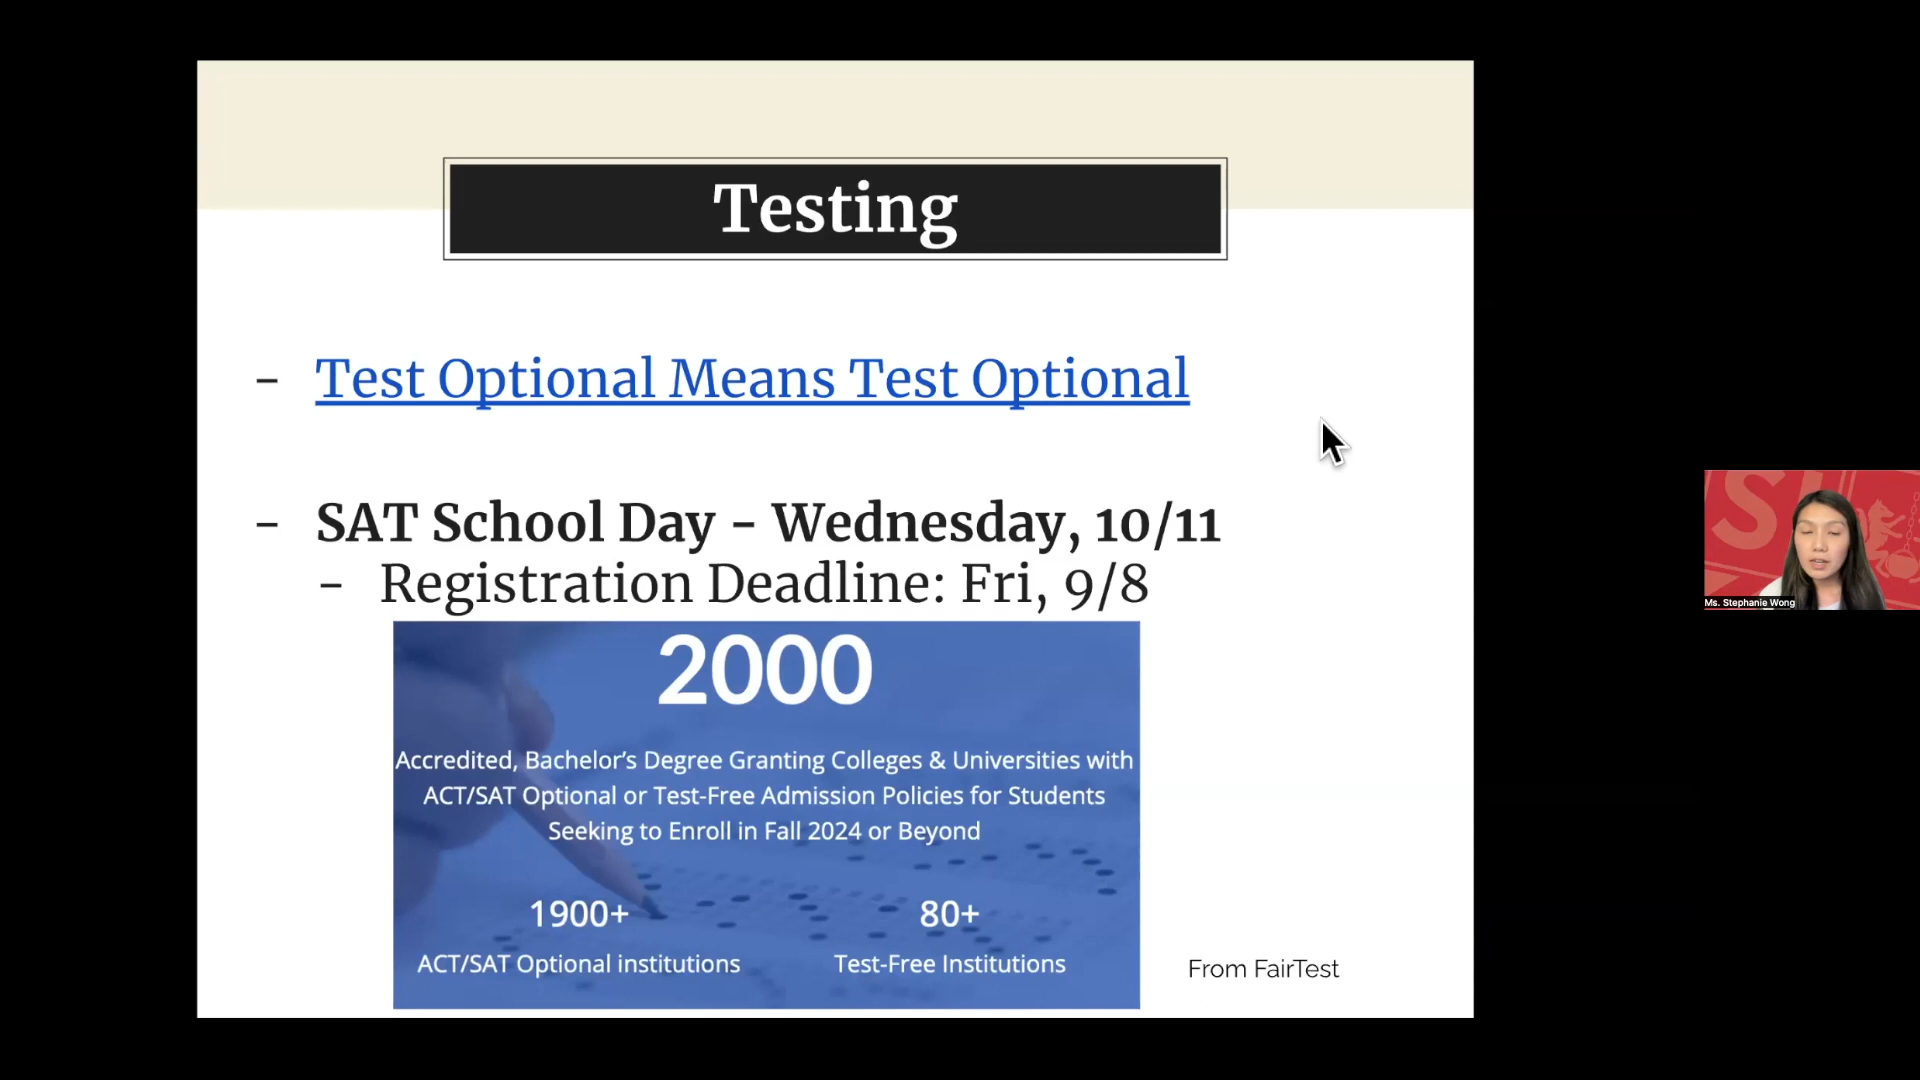 Testing
- Test Optional Means Test Optional
- SAT School Day - Wednesday, 10/11
- Registration Deadline: Fri, 9/8
2000
Accredited, Bachelor's Degree Granting Colleges & Universities with
ACT/SAT Optional or Test-Free Admission Policies for Students
Seeking to Enroll in Fall 2024 or Beyond
1900+
ACT/SAT Optional institutions
80+
Test-Free Institutions
From FairTest
Ms. Stephanie Wong